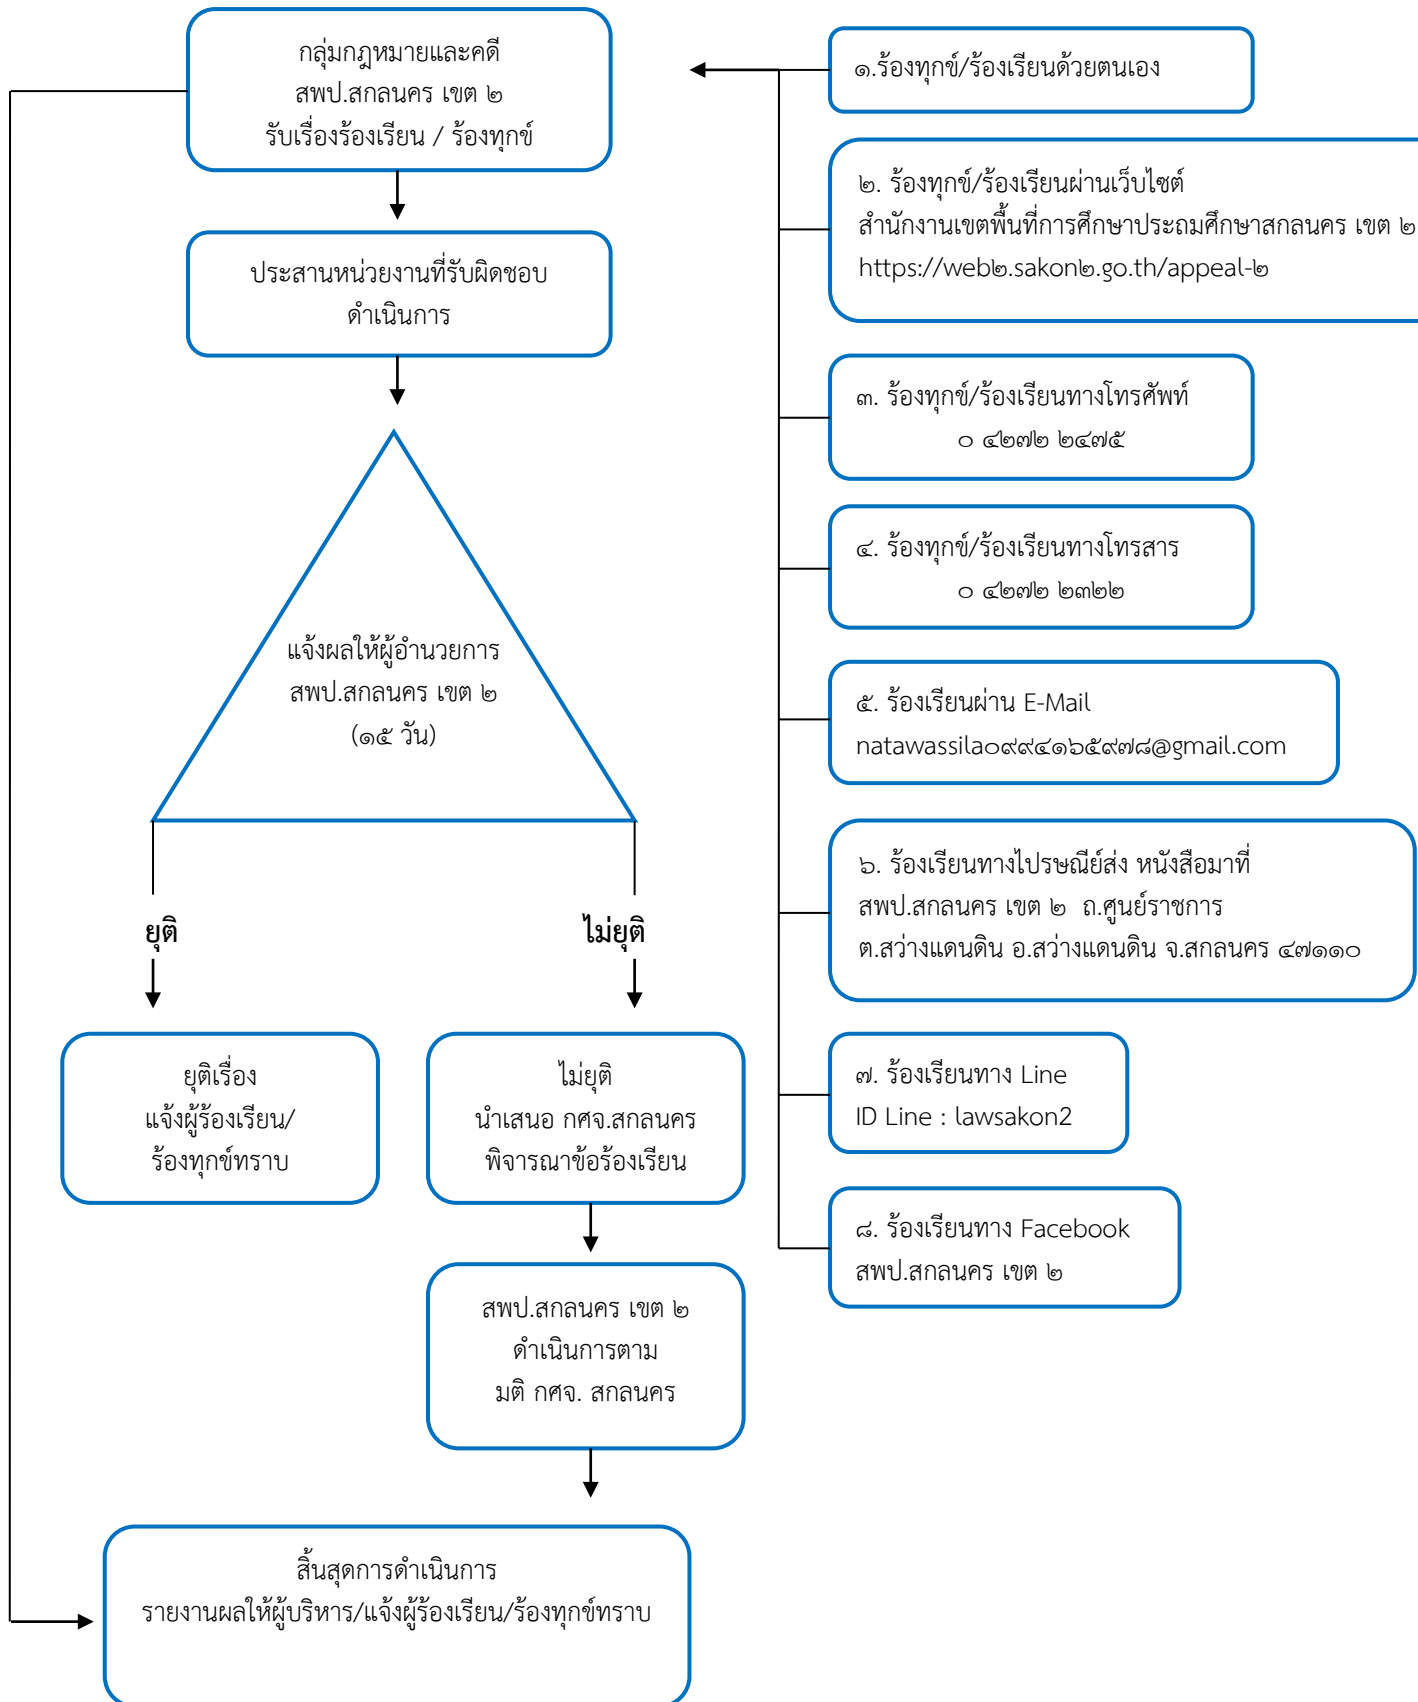 กลุ่มกฎหมายและคดี
สพป.สกลนคร เขต ๒
รับเรื่องร้องเรียน / ร้องทุกข์
ประสานหน่วยงานที่รับผิดชอบ
ดำเนินการ
แจ้งผลให้ผู้อำนวยการ
สพป.สกลนคร เขต ๒
(๑๕ วัน)
ยุติ
ไม่ยุติ
ยุติเรื่อง
แจ้งผู้ร้องเรียน/
ร้องทุกข์ทราบ
ไม่ยุติ
นำเสนอ กศจ.สกลนคร
พิจารณาข้อร้องเรียน
สพป.สกลนคร เขต ๒
ดำเนินการตาม
มติ กศจ. สกลนคร
สิ้นสุดการดำเนินการ
รายงานผลให้ผู้บริหาร/แจ้งผู้ร้องเรียน/ร้องทุกข์ทราบ
๑.ร้องทุกข์/ร้องเรียนด้วยตนเอง
๒. ร้องทุกข์/ร้องเรียนผ่านเว็บไซต์
สำนักงานเขตพื้นที่การศึกษาประถมศึกษาสกลนคร เขต ๒
https://web๒.sakon๒.go.th/appeal-๒
๓. ร้องทุกข์/ร้องเรียนทางโทรศัพท์
๐ ๔๒๗๒ ๒๔๗๕
๔. ร้องทุกข์/ร้องเรียนทางโทรสาร
๐ ๔๒๗๒ ๒๓๒๒
๕. ร้องเรียนผ่าน E-Mail
natawassila๐๙๙๔๑๖๕๙๗๘@gmail.com
๖. ร้องเรียนทางไปรษณีย์ส่ง หนังสือมาที่
สพป.สกลนคร เขต ๒ ถ.ศูนย์ราชการ
ต.สว่างแดนดิน อ.สว่างแดนดิน จ.สกลนคร ๔๗๑๑๐
๗. ร้องเรียนทาง Line
ID Line : lawsakon2
๘. ร้องเรียนทาง Facebook
สพป.สกลนคร เขต ๒